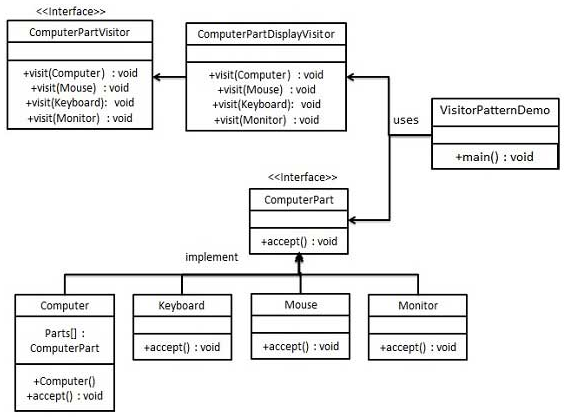 <<Interface>>
ComputerPartVisitor
+visit(Computer) : void
+visit(Mouse) : void
+visit(Keyboard): void
+visit(Monitor) : void
ComputerPartDisplayVisitor
+visit(Computer) : void
+visit(Mouse) : void
+visit(Keyboard): void
+visit(Monitor) : void
uses
VisitorPatternDemo
+main() : void
<<Interface>>
ComputerPart
+accept() : void
implement
Computer
Parts[] :
ComputerPart
+Computer()
+accept() : void
Keyboard
+accept() : void
Mouse
+accept() : void
Monitor
+accept() : void